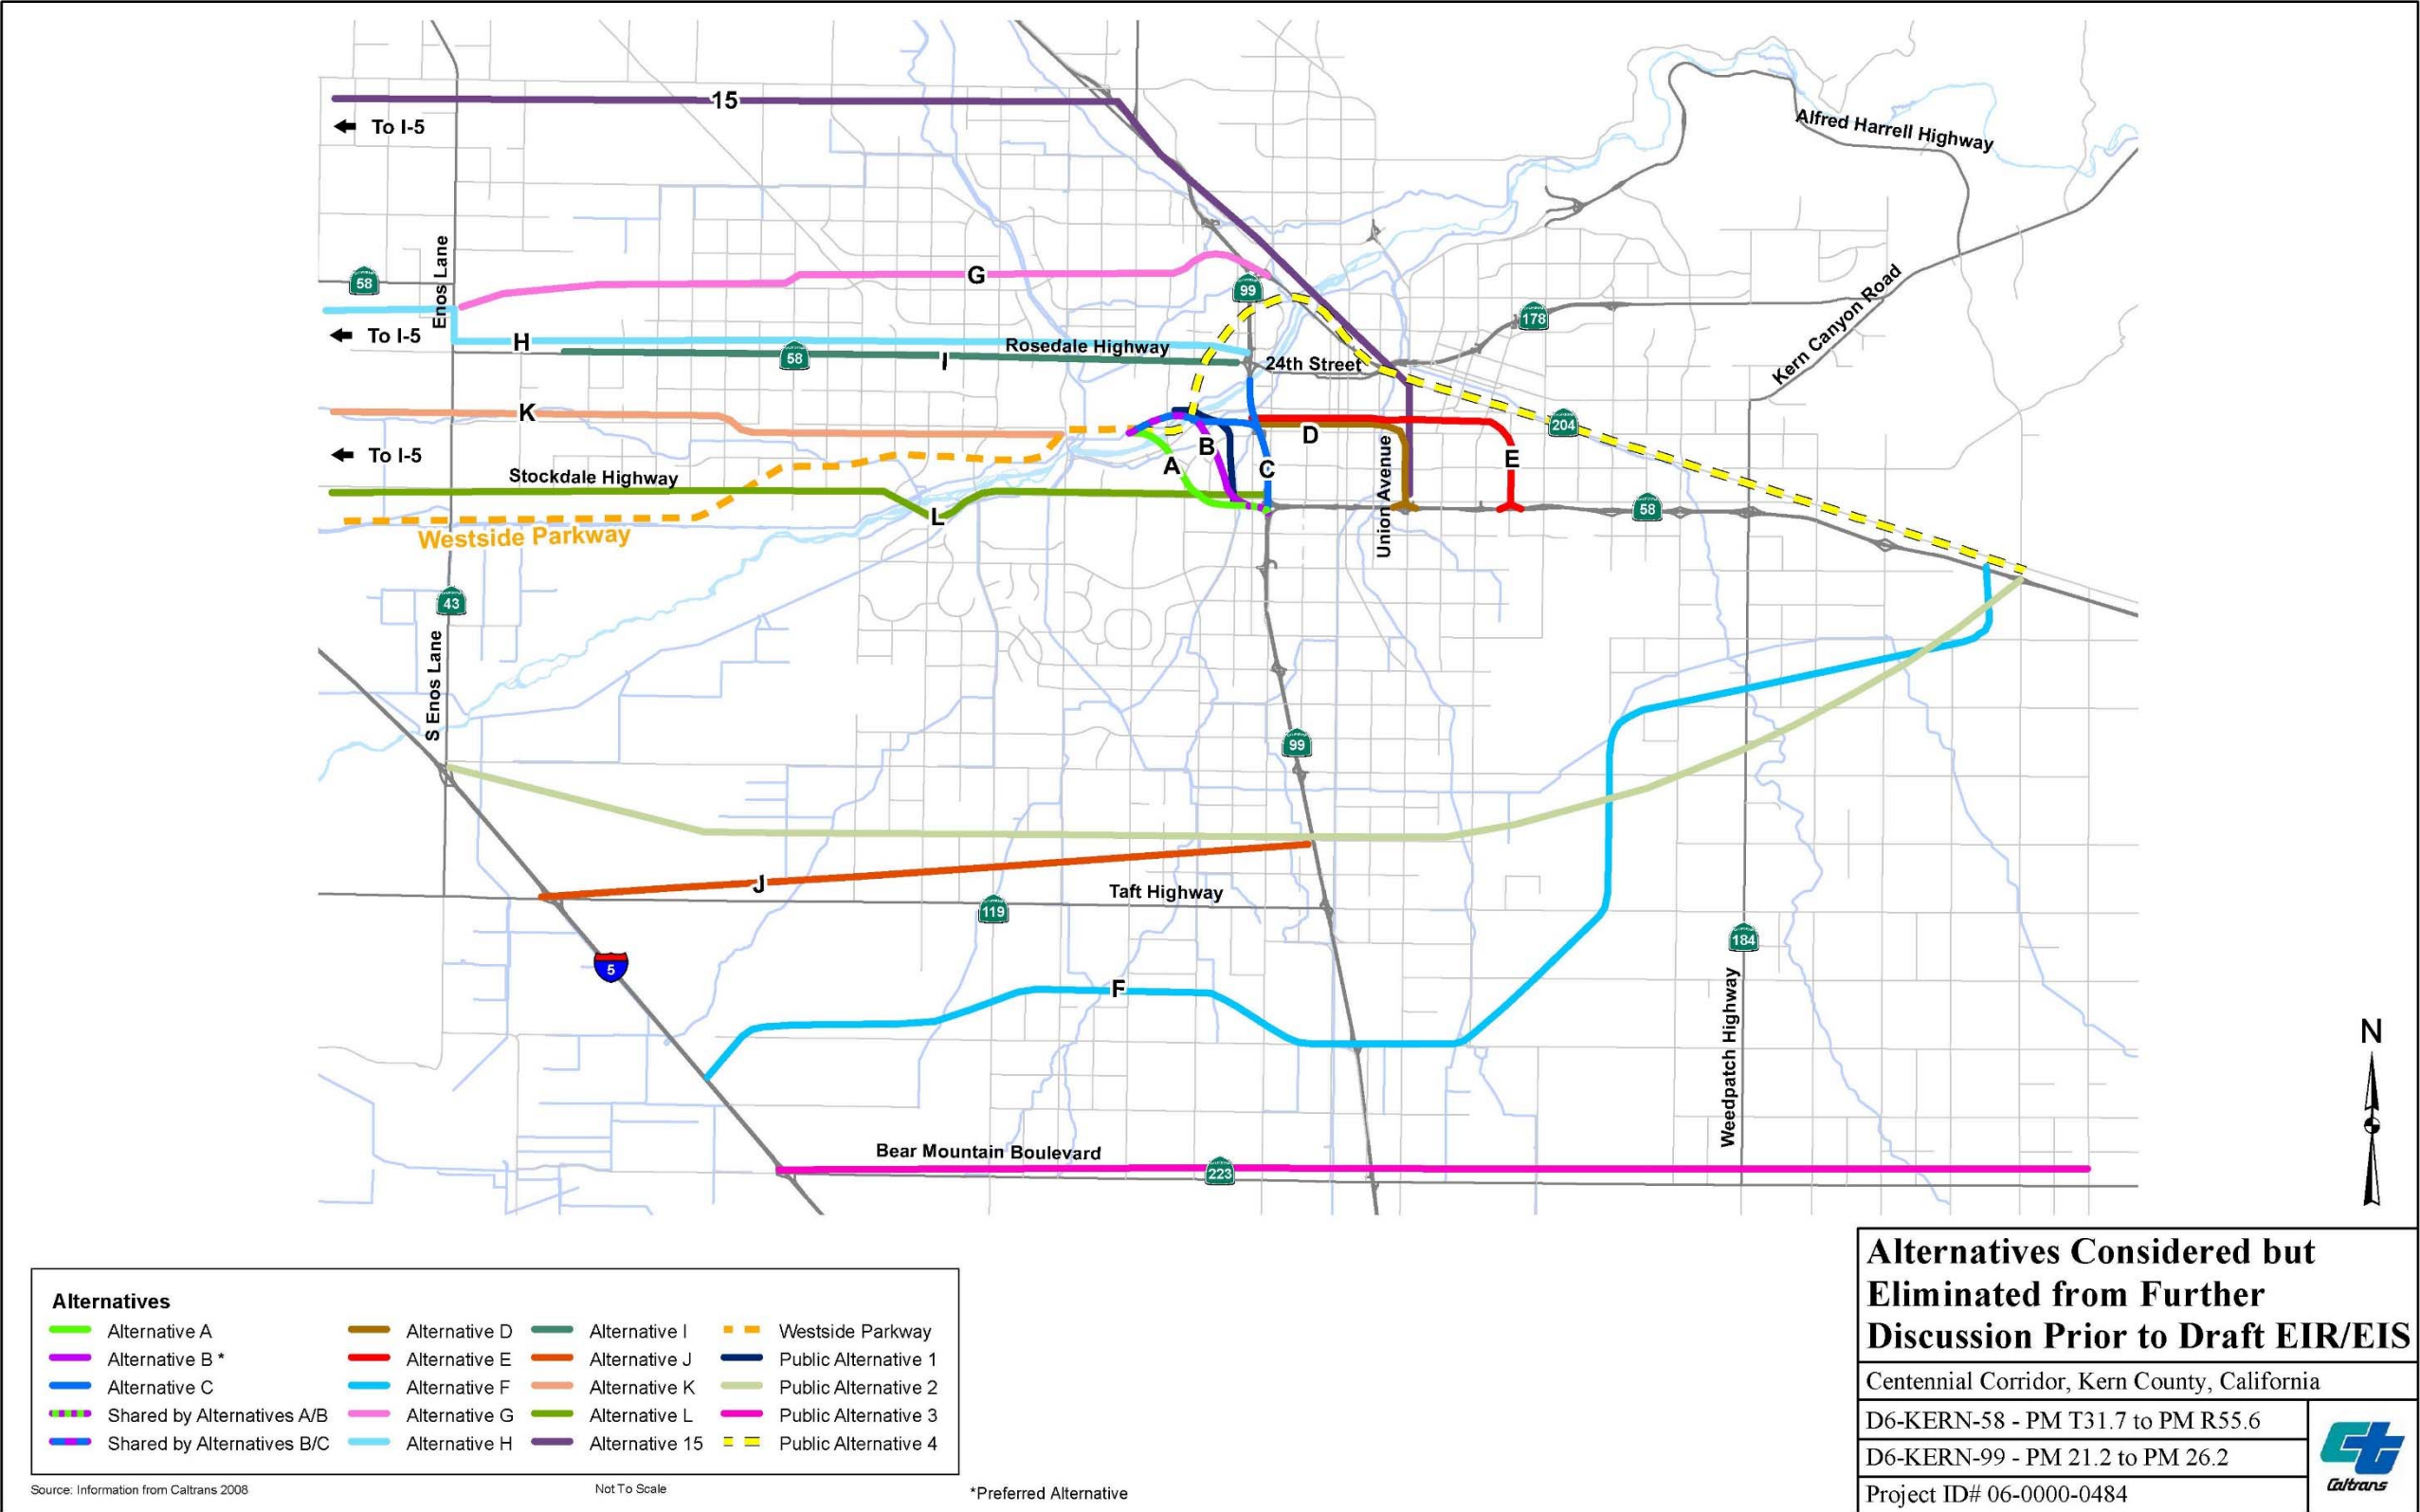 15
To I-5
Alfred Harrell Highway
Enos Lane
58
G
99
To I-5
H
Rosedale Highway
58
I
24th Street
178
Kern Canyon Road
K
204
To I-5
Stockdale Highway
A
B
C
D
E
Union Avenue
L
58
Westside Parkway
43
S Enos Lane
99
J
Taft Highway
119
184
5
F
Weedpatch Highway
N
Bear Mountain Boulevard
223
Alternatives
Alternative A
Alternative B *
Alternative C
Shared by Alternatives A/B
Shared by Alternatives B/C
Alternative D
Alternative E
Alternative F
Alternative G
Alternative H
Alternative I
Alternative J
Alternative K
Alternative L
Alternative 15
Westside Parkway
Public Alternative 1
Public Alternative 2
Public Alternative 3
Public Alternative 4
Source: Information from Caltrans 2008
Not To Scale
*Preferred Alternative
Alternatives Considered but
Eliminated from Further
Discussion Prior to Draft EIR/EIS
Centennial Corridor, Kern County, California
D6-KERN-58 - PM T31.7 to PM R55.6
D6-KERN-99 - PM 21.2 to PM 26.2
Project ID# 06-0000-0484
Caltrans